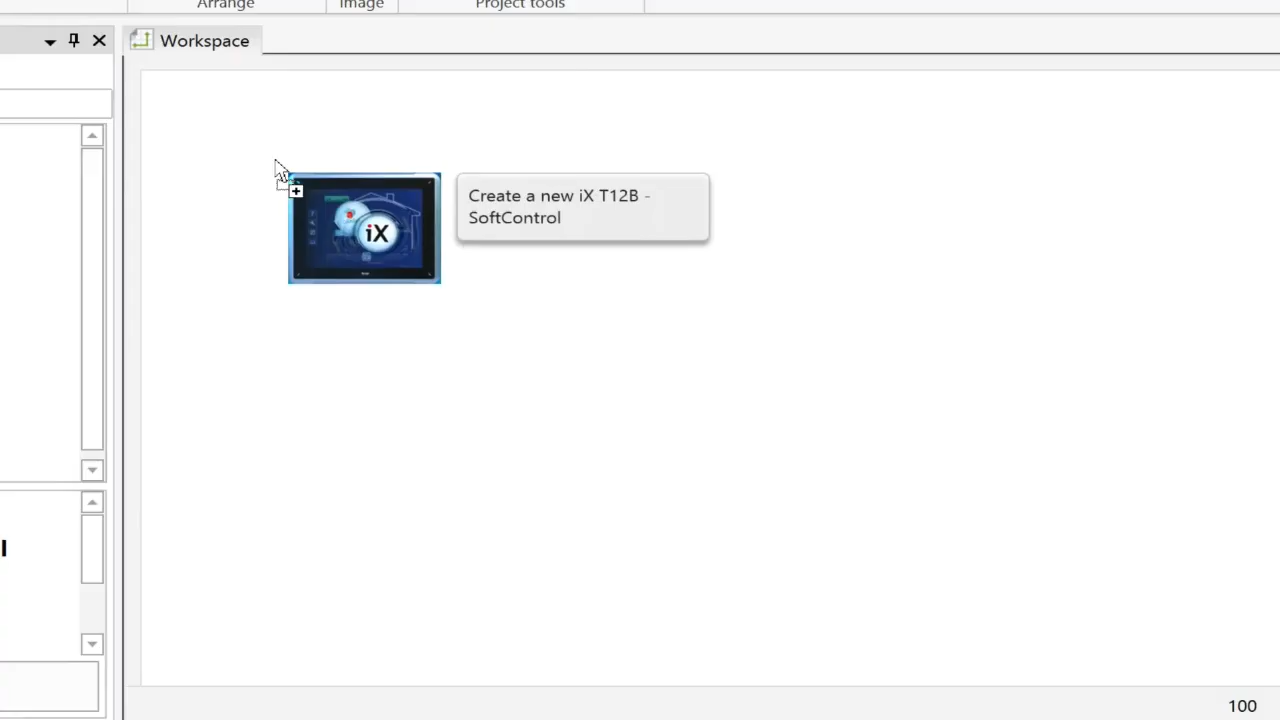 Arrange
Image
Project tools
Workspace
iX
Create a new iX T12B -
SoftControl
100